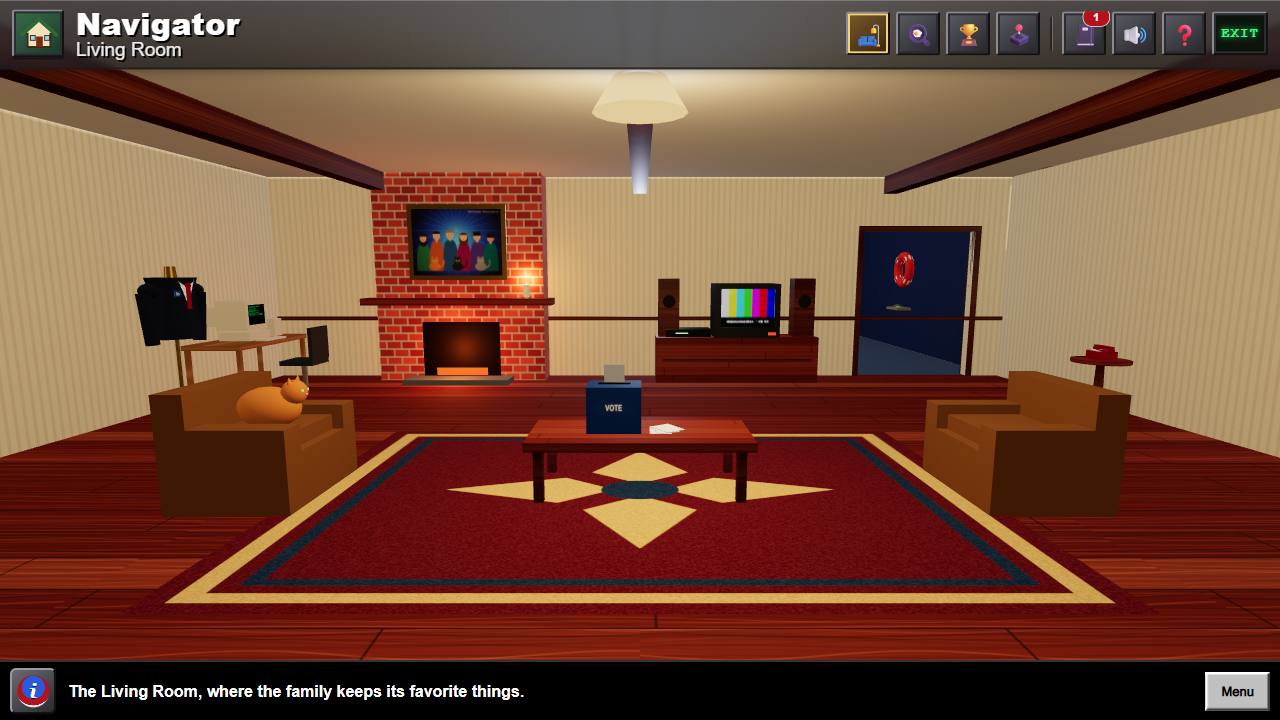 Navigator
Living Room
1
EXIT
VOTE
The Living Room, where the family keeps its favorite things.
Menu